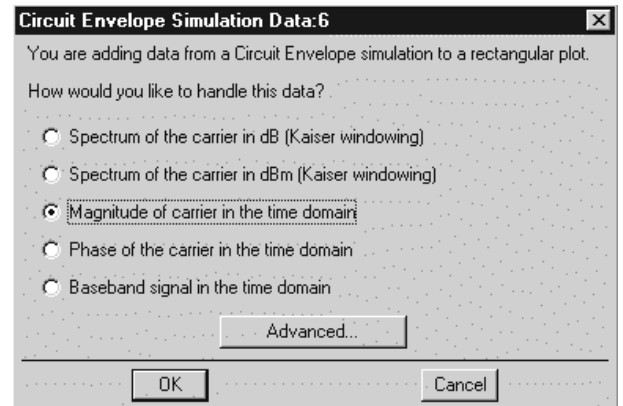 Circuit Envelope Simulation Data:6
You are adding data from a Circuit Envelope simulation to a rectangular plot.
How would you like to handle this data?
Spectrum of the carrier in dB (Kaiser windowing)
Spectrum of the carrier in dBm (Kaiser windowing)
Magnitude of carrier in the time domain
Phase of the carrier in the time domain
Baseband signal in the time domain
Advanced...
OK Cancel